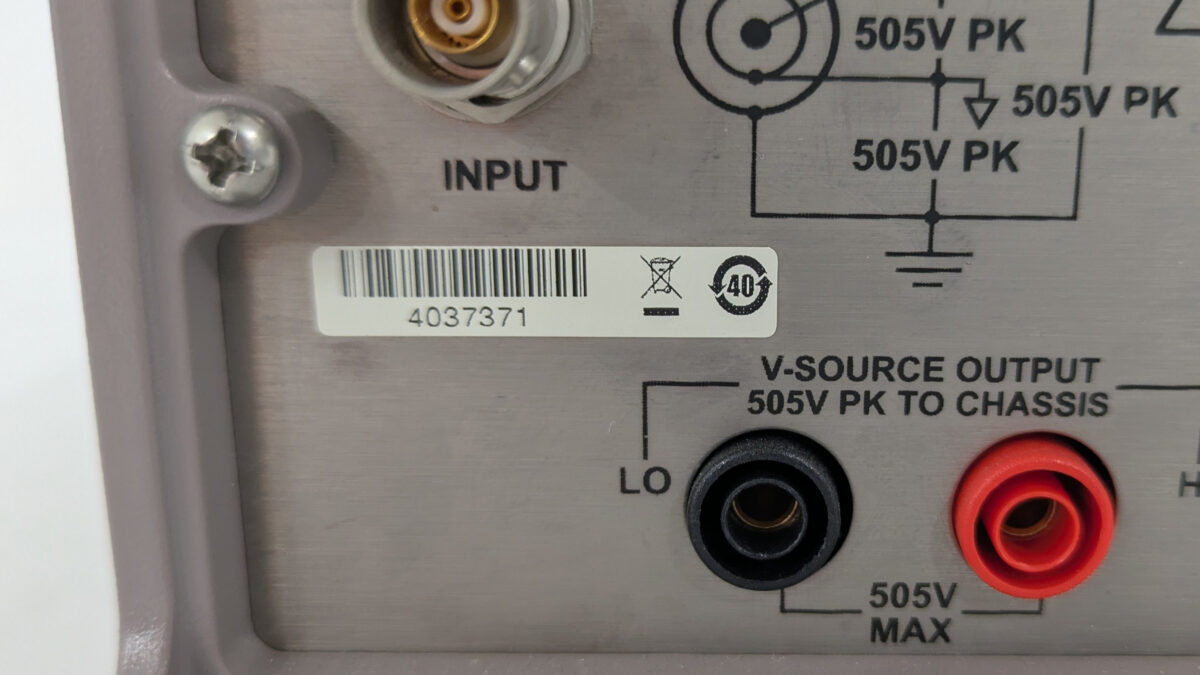 505V PK
505V PK
505V PK
INPUT
4037371
40
V-SOURCE OUTPUT
505V PK TO CHASSIS
LO
H
505V
MAX